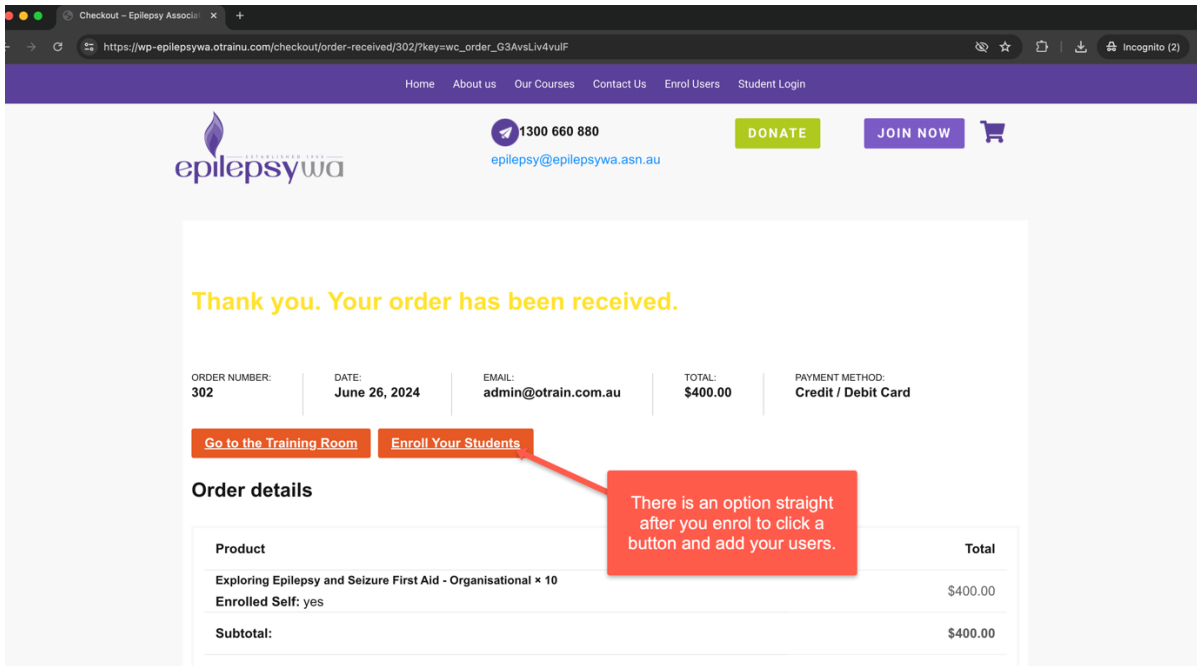 Checkout – Epilepsy Associat
https://wp-epilepsywa.otrainu.com/checkout/order-received/302/?key=wc_order_G3AvsLiv4vulF
Incognito (2)
Home About us Our Courses Contact Us Enrol Users Student Login
1300 660 880
DONATE
JOIN NOW
epilepsy@epilepsywa.asn.au
ESTABLISHED
epilepsywa
Thank you. Your order has been received.
ORDER NUMBER: DATE: EMAIL: TOTAL: PAYMENT METHOD:
302 June 26, 2024 admin@otrain.com.au $400.00 Credit / Debit Card
Go to the Training Room Enroll Your Students
Order details
There is an option straight
after you enrol to click a
button and add your users.
Product Total
Exploring Epilepsy and Seizure First Aid - Organisational × 10
$400.00
Enrolled Self: yes
Subtotal: $400.00